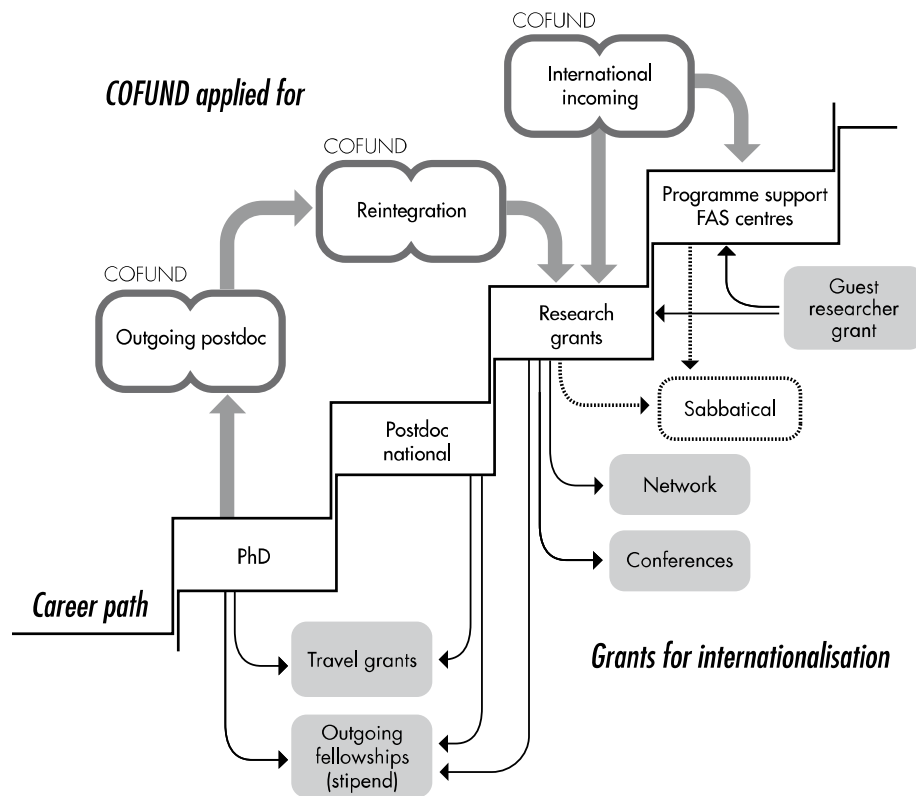 COFUND
International
incoming
COFUND applied for
COFUND
Reintegration
Programme support
FAS centres
COFUND
Outgoing postdoc
Guest
researcher
grant
Research
grants
Sabbatical
Postdoc
national
Network
PhD
Conferences
Career path
Travel grants
Grants for internationalisation
Outgoing
fellowships
(stipend)